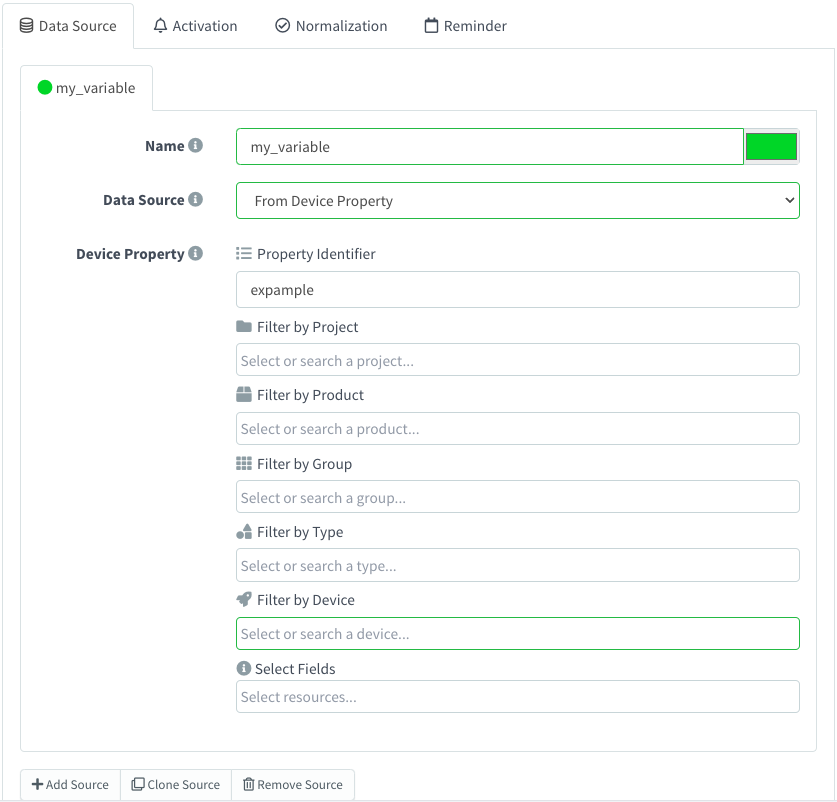 Data Source Activation Normalization Reminder
my_variable
Name my_variable
Data Source From Device Property
Device Property Property Identifier
expample
Filter by Project
Select or search a project...
Filter by Product
Select or search a product...
Filter by Group
Select or search a group...
Filter by Type
Select or search a type...
Filter by Device
Select or search a device...
Select Fields
Select resources...
Add Source Clone Source Remove Source